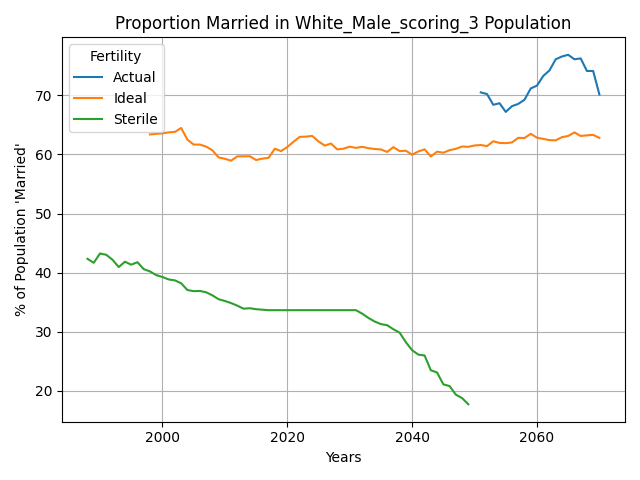 Proportion Married in White_Male_scoring_3 Population
Fertility
Actual
Ideal
Sterile
% of Population 'Married'
70
60
50
40
30
20
2000
2020
2040
2060
Years